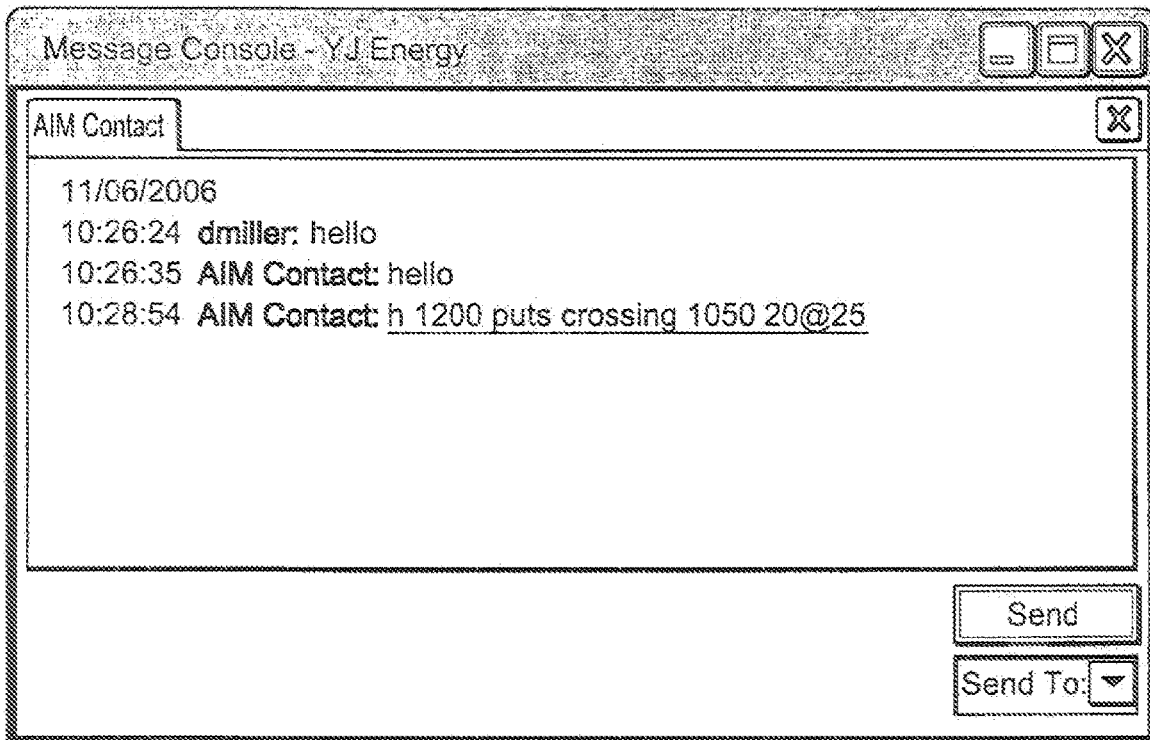 Message Console - YJ Energy
AIM Contact
11/06/2006
10:26:24 dmiller: hello
10:26:35 AIM Contact: hello
10:28:54 AIM Contact: h 1200 puts crossing 1050 20@25
Send
Send To: